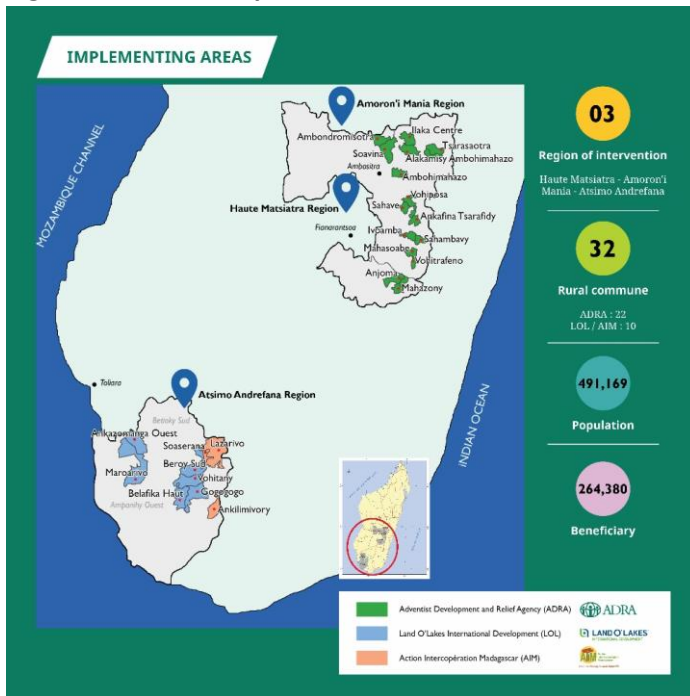 IMPLEMENTING AREAS
MOZAMBIQUE CHANNEL
INDIAN OCEAN
Amoron'i Mania Region
Ambondromisotra
Ilaka Centre
Tsarasaotra
Soavina
Alakamisy Ambohimahazo
Ambositra
Ambohimahazo
Haute Matsiatra Region
Vohiposa
Sahave
Ankafina Tsarafidy
Fianarantsoa
Ivoamba
Sahambavy
Mahasoabe
Vohitrafeno
Anjoma
Mahazony
Toliara
Atsimo Andrefana Region
Betioky Sud
Ankazomanga Ouest
Soaserana
Lazarivo
Maroarivo
Beroy Sud
Vohitany
Belafika Haut
Gogogogo
Ampanihy Ouest
Ankilimivory
03
Region of intervention
Haute Matsiatra - Amoron'i
Mania - Atsimo Andrefana
32
Rural commune
ADRA : 22
LOL / AIM : 10
491,169
Population
264,380
Beneficiary
Adventist Development and Relief Agency (ADRA)
ADRA
Land O'Lakes International Development (LOL)
LAND O'LAKES
INTERNATIONAL DEVELOPMENT
Action Intercopération Madagascar (AIM)